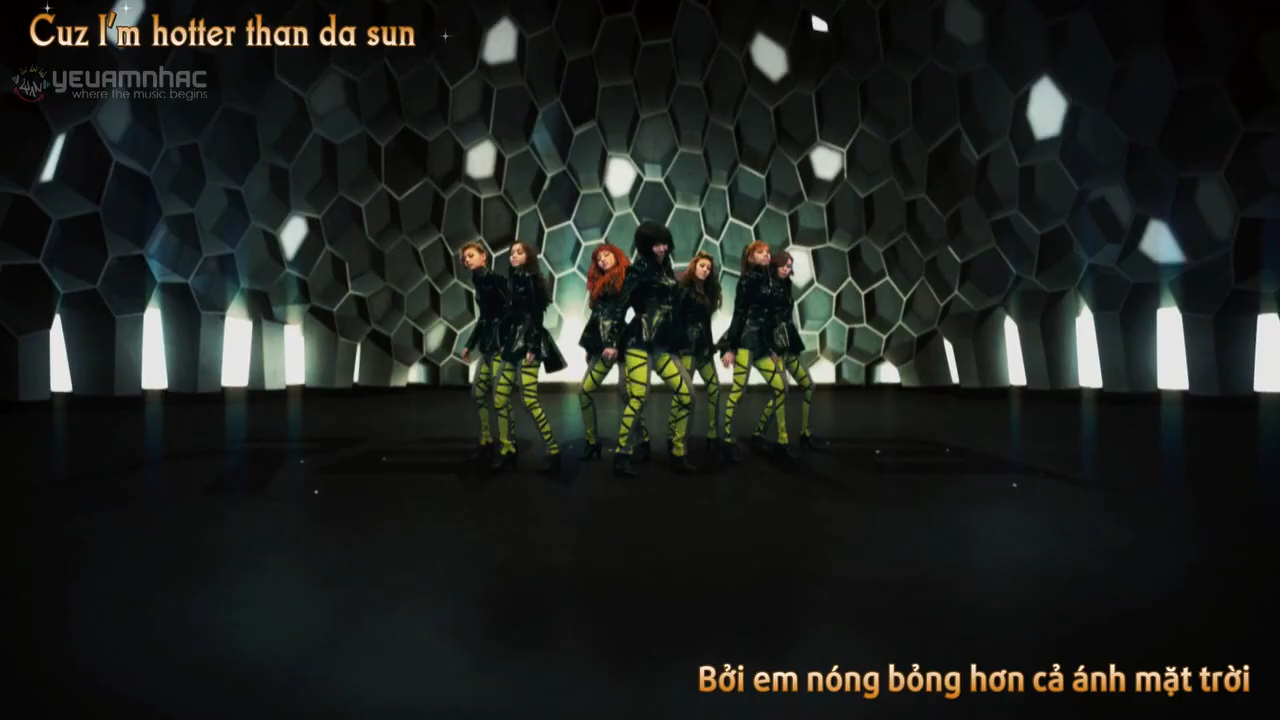 Cuz I'm hotter than da sun
YEUAMNHAC
where the music begins
Bởi em nóng bỏng hơn cả ánh mặt trời